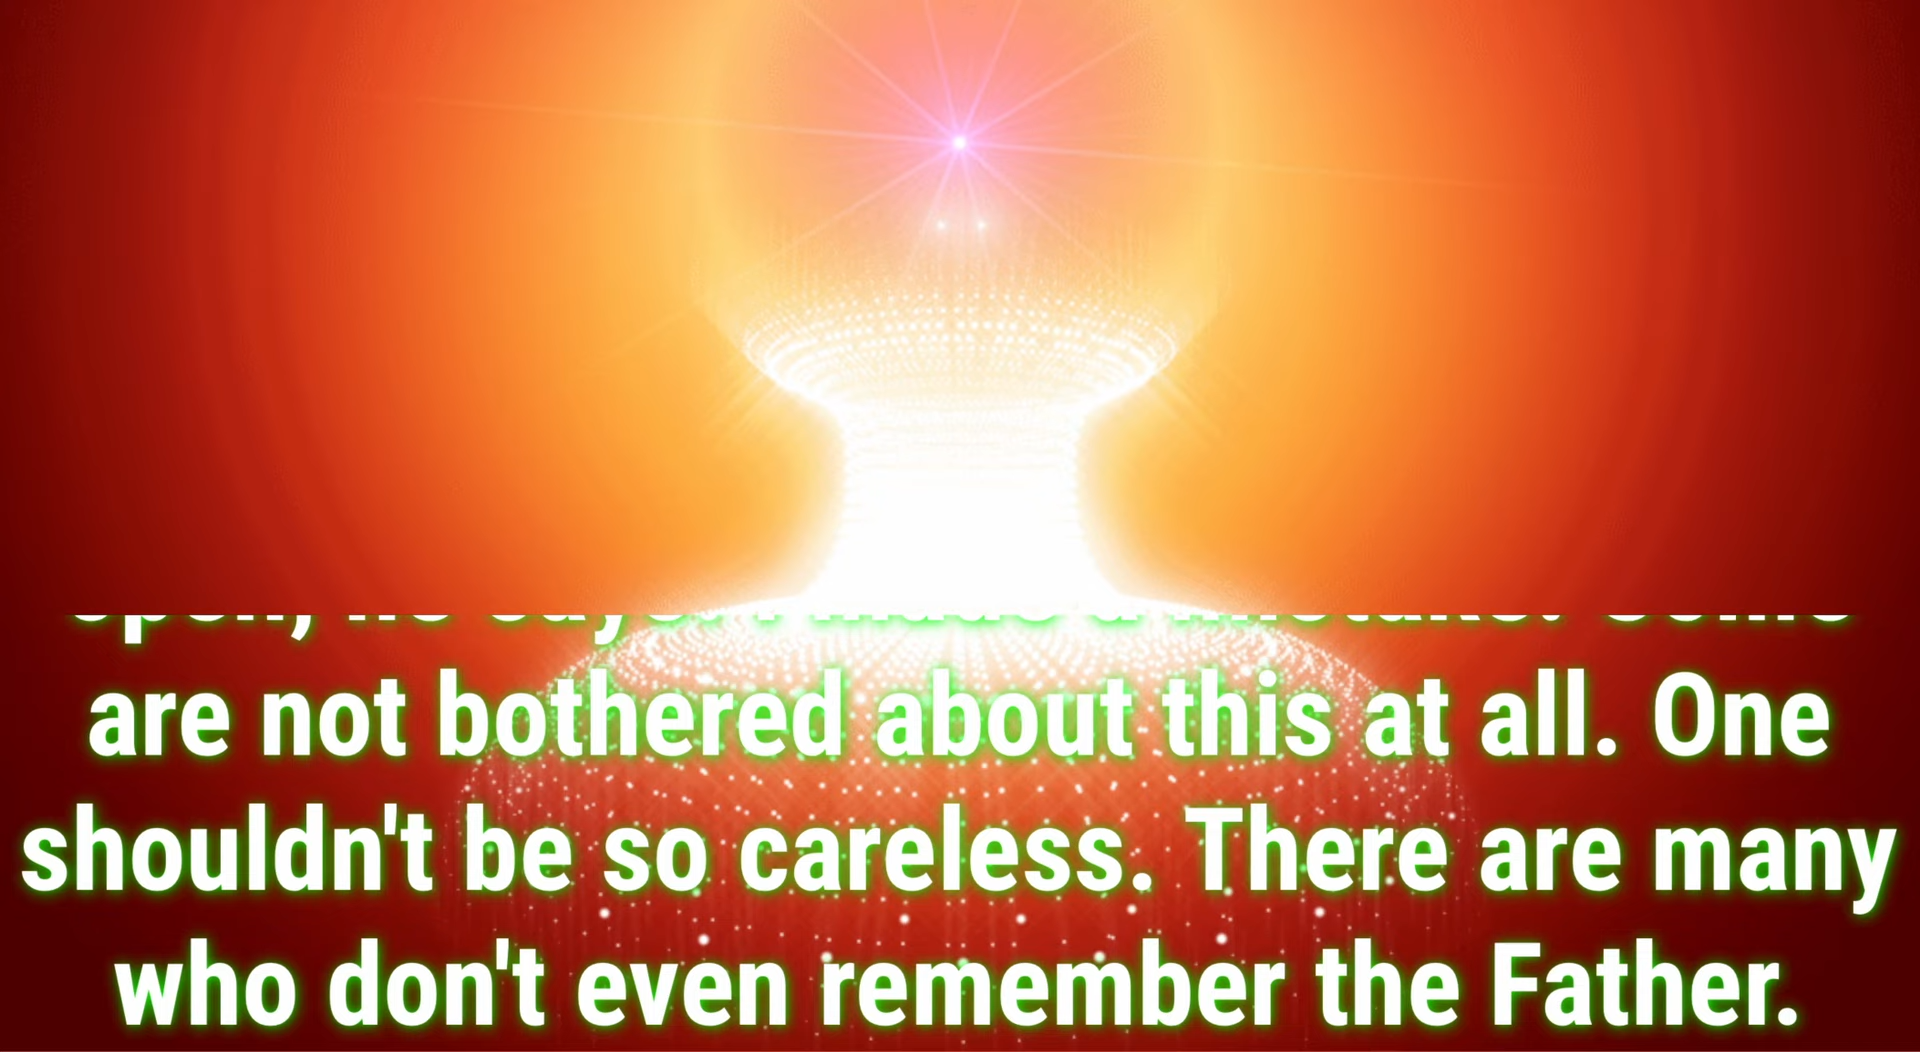 are not bothered about this at all. One
shouldn't be so careless. There are many
who don't even remember the Father.